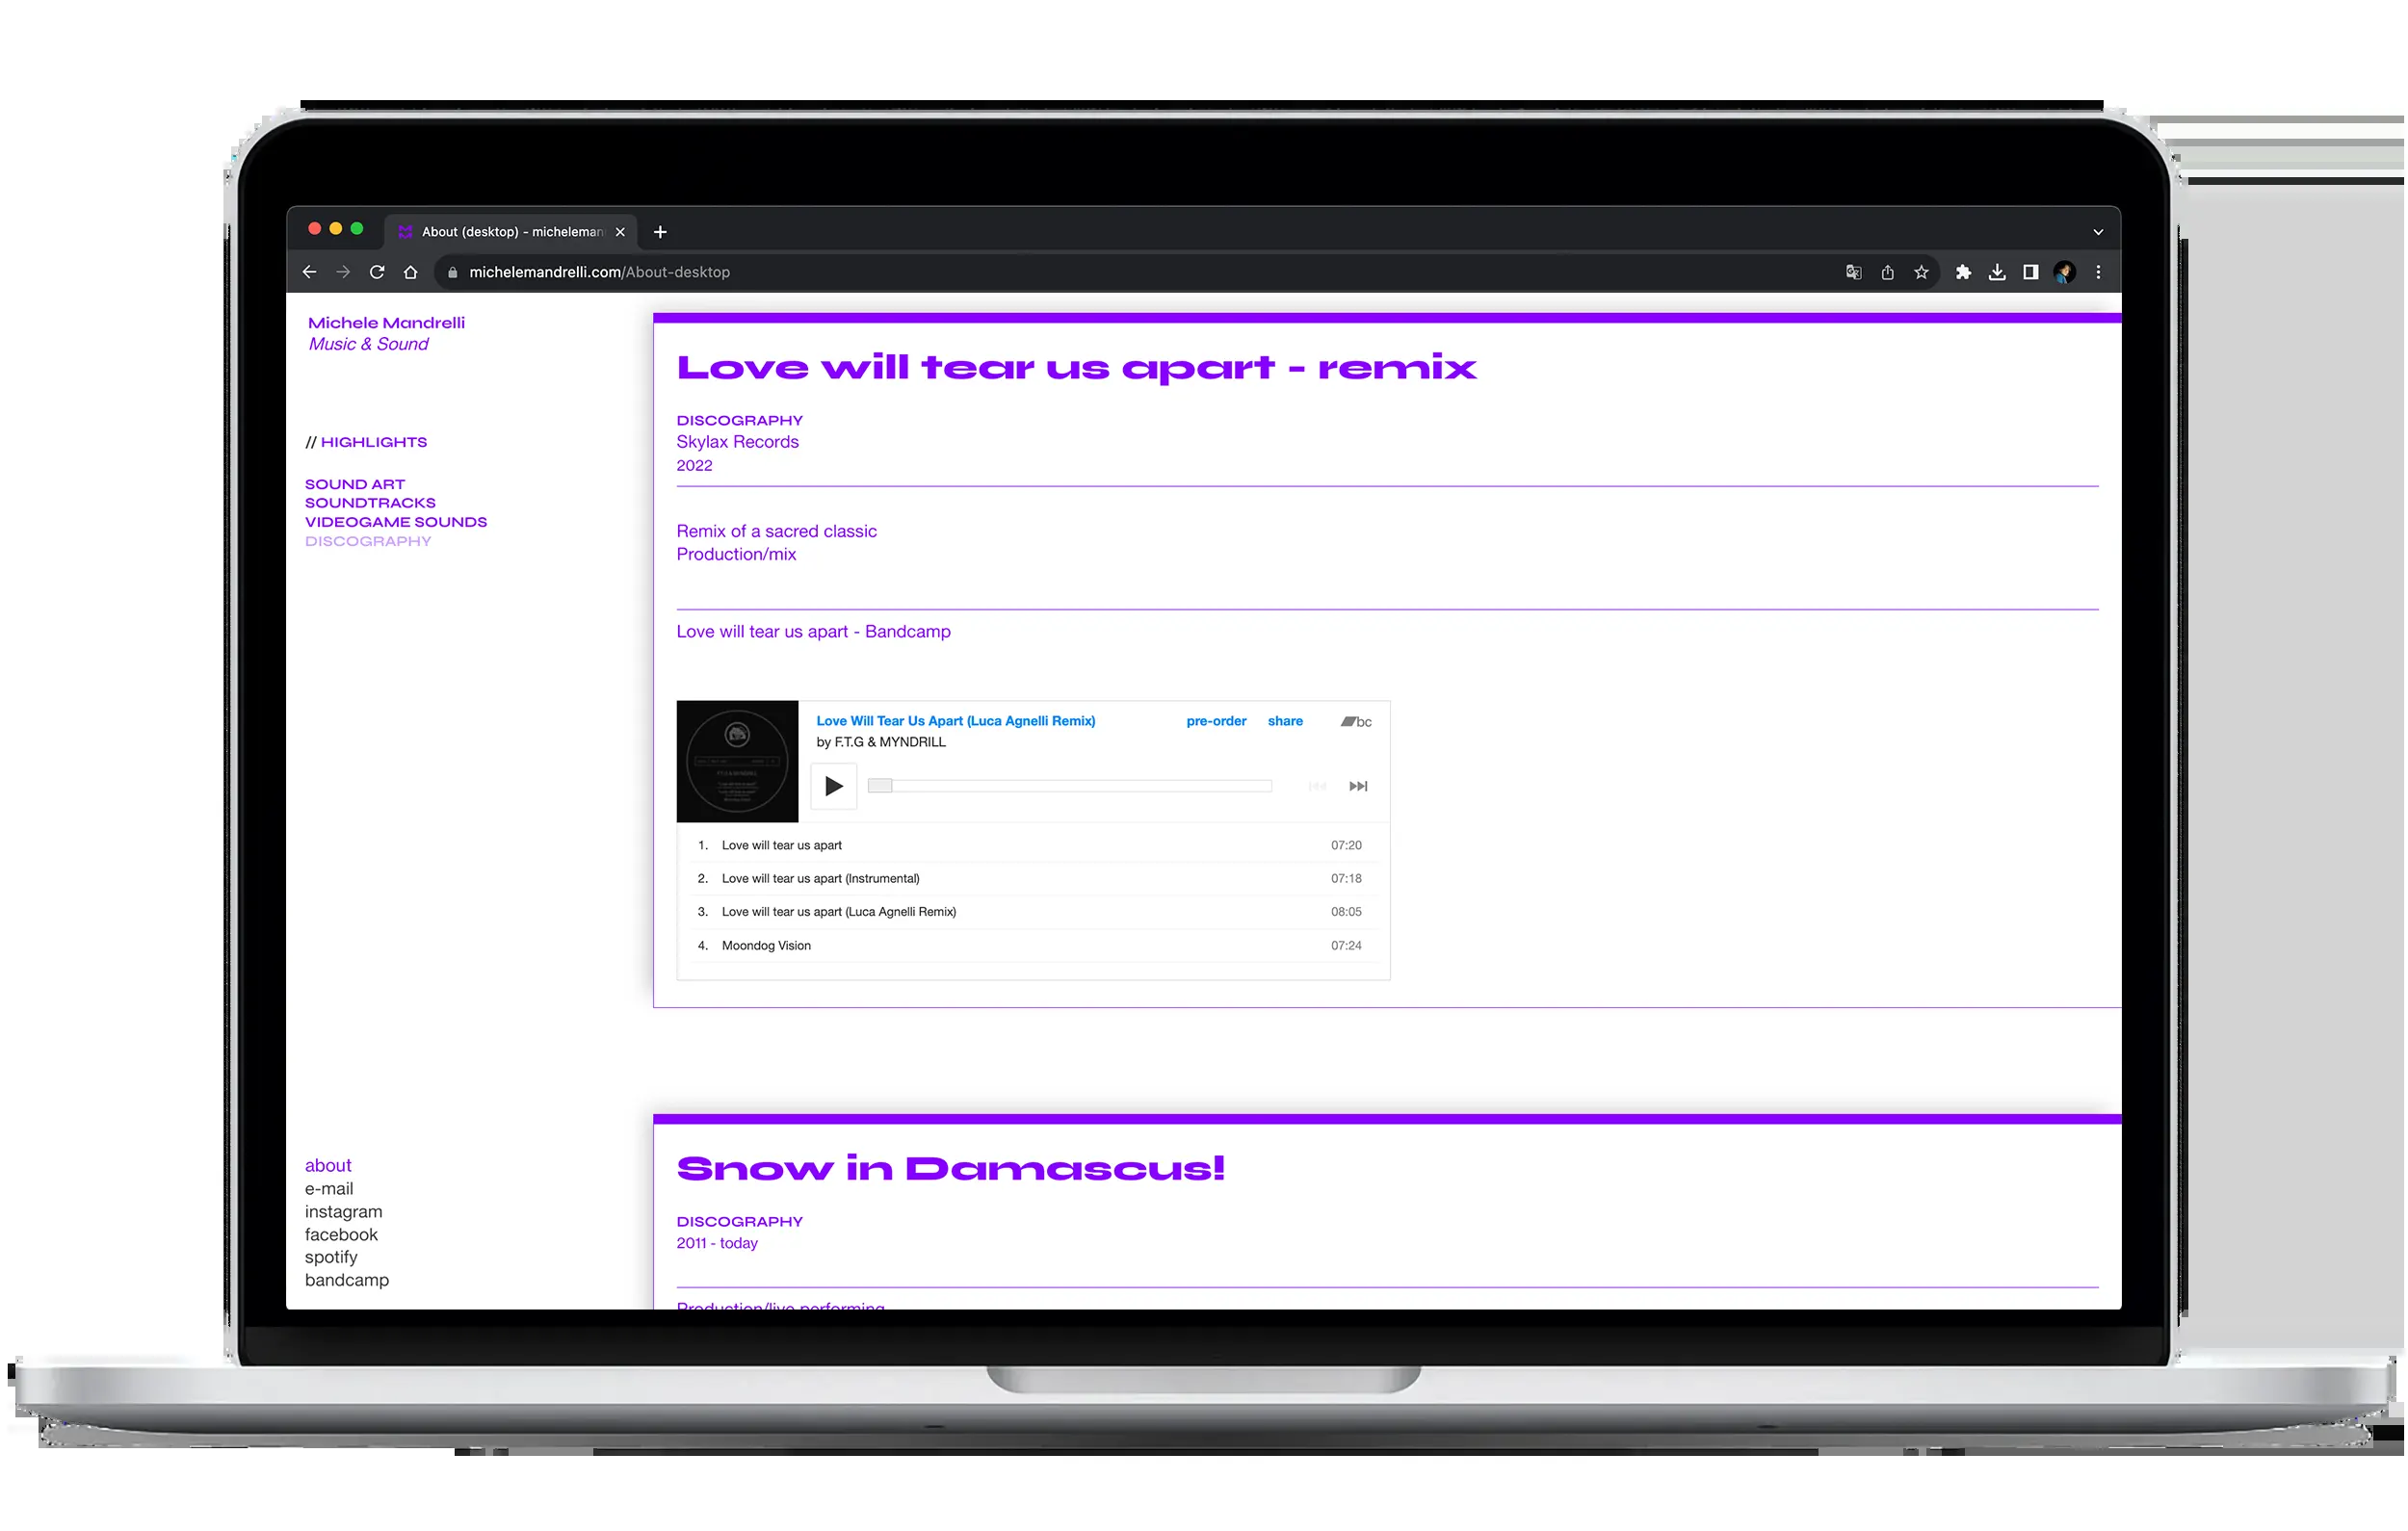 About (desktop) - micheleman
michelemandrelli.com/About-desktop
Michele Mandrelli
Music & Sound
// HIGHLIGHTS
SOUND ART
SOUNDTRACKS
VIDEOGAME SOUNDS
DISCOGRAPHY
about
e-mail
instagram
facebook
spotify
bandcamp
Love will tear us apart - remix
DISCOGRAPHY
Skylax Records
2022
Remix of a sacred classic
Production/mix
Love will tear us apart - Bandcamp
Love Will Tear Us Apart (Luca Agnelli Remix) pre-order share bc
by F.T.G & MYNDRILL
1. Love will tear us apart 07:20
2. Love will tear us apart (Instrumental) 07:18
3. Love will tear us apart (Luca Agnelli Remix) 08:05
4. Moondog Vision 07:24
Snow in Damascus!
DISCOGRAPHY
2011 - today
Production/live performing